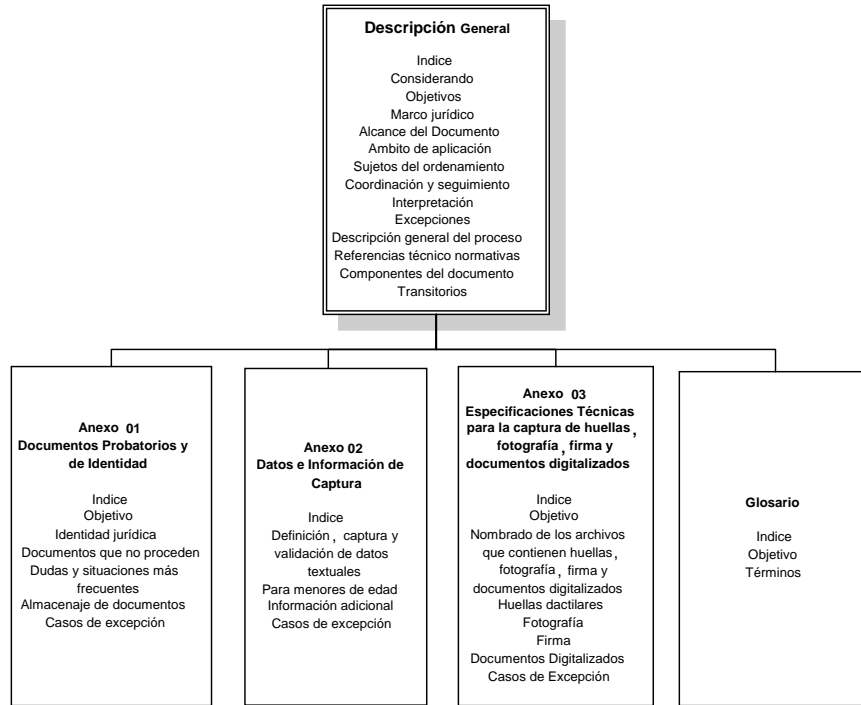 Descripción General
Indice
Considerando
Objetivos
Marco jurídico
Alcance del Documento
Ambito de aplicación
Sujetos del ordenamiento
Coordinación y seguimiento
Interpretación
Excepciones
Descripción general del proceso
Referencias técnico normativas
Componentes del documento
Transitorios
Anexo 01
Documentos Probatorios y
de Identidad
Indice
Objetivo
Identidad jurídica
Documentos que no proceden
Dudas y situaciones más
frecuentes
Almacenaje de documentos
Casos de excepción
Anexo 02
Datos e Información de
Captura
Indice
Definición, captura y
validación de datos
textuales
Para menores de edad
Información adicional
Casos de excepción
Anexo 03
Especificaciones Técnicas
para la captura de huellas,
fotografía, firma y
documentos digitalizados
Indice
Objetivo
Nombrado de los archivos
que contienen huellas,
fotografía, firma y
documentos digitalizados
Huellas dactilares
Fotografía
Firma
Documentos Digitalizados
Casos de Excepción
Glosario
Indice
Objetivo
Términos